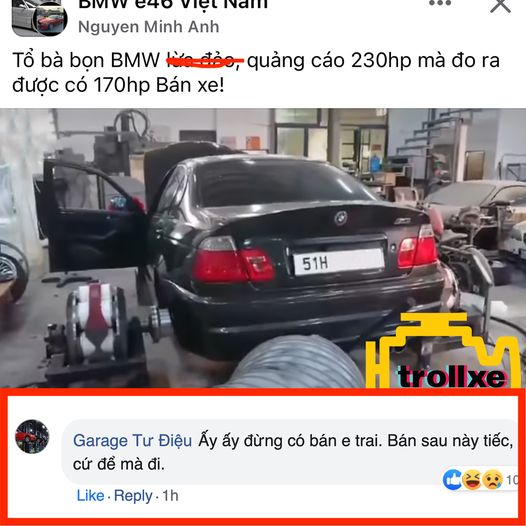 BMW e46 Việt Nam
Nguyen Minh Anh
Tổ bà bọn BMW lừa đảo, quảng cáo 230hp mà đo ra
được có 170hp Bán xe!
51H
trollxe
Garage Tư Điệu Ấy ấy đừng có bán e trai. Bán sau này tiếc,
cứ để mà đi.
Like · Reply · 1h
10